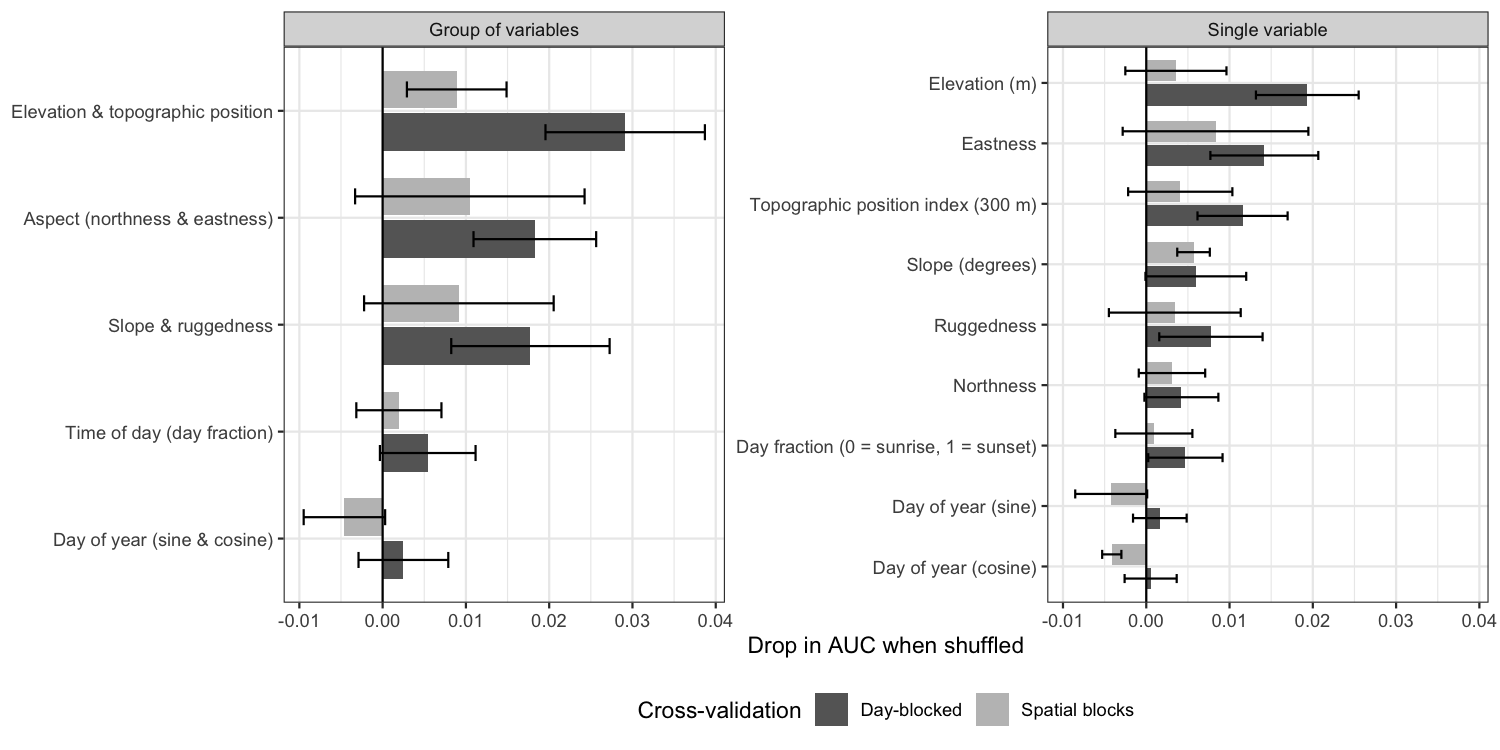 Group of variables
Elevation & topographic position
Aspect (northness & eastness)
Slope & ruggedness
Time of day (day fraction)
Day of year (sine & cosine)
-0.01 0.00 0.01 0.02 0.03 0.04
Single variable
Elevation (m)
Eastness
Topographic position index (300 m)
Slope (degrees)
Ruggedness
Northness
Day fraction (0 = sunrise, 1 = sunset)
Day of year (sine)
Day of year (cosine)
-0.01 0.00 0.01 0.02 0.03 0.04
Drop in AUC when shuffled
Cross-validation Day-blocked Spatial blocks